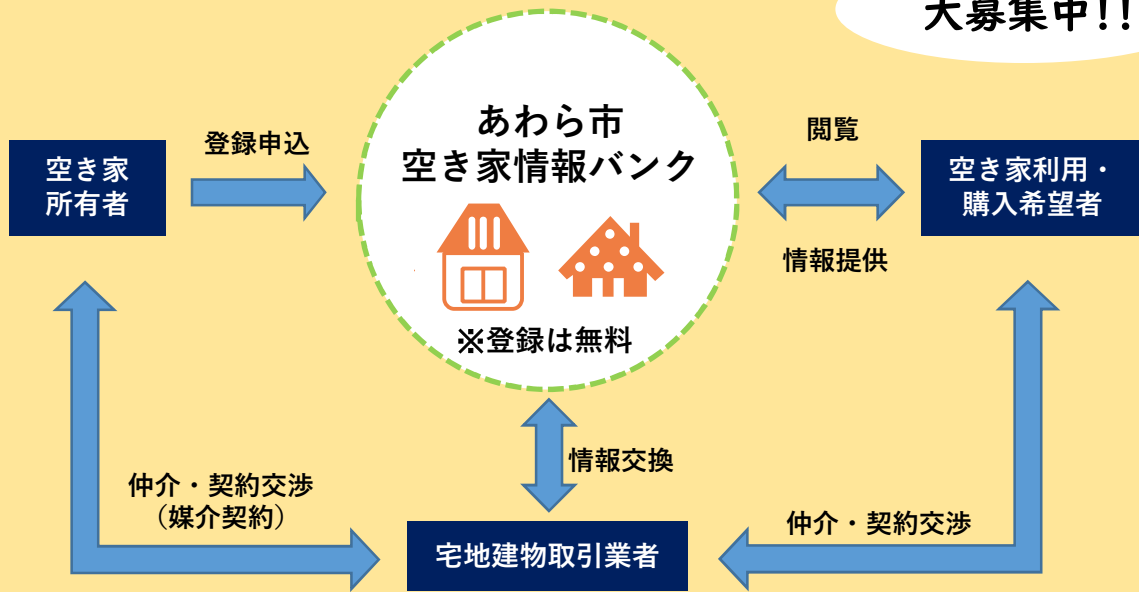 大募集中!!
あわら市
空き家情報バンク
※登録は無料
登録申込
空き家
所有者
閲覧
情報提供
空き家利用・
購入希望者
情報交換
仲介・契約交渉
（媒介契約）
仲介・契約交渉
宅地建物取引業者